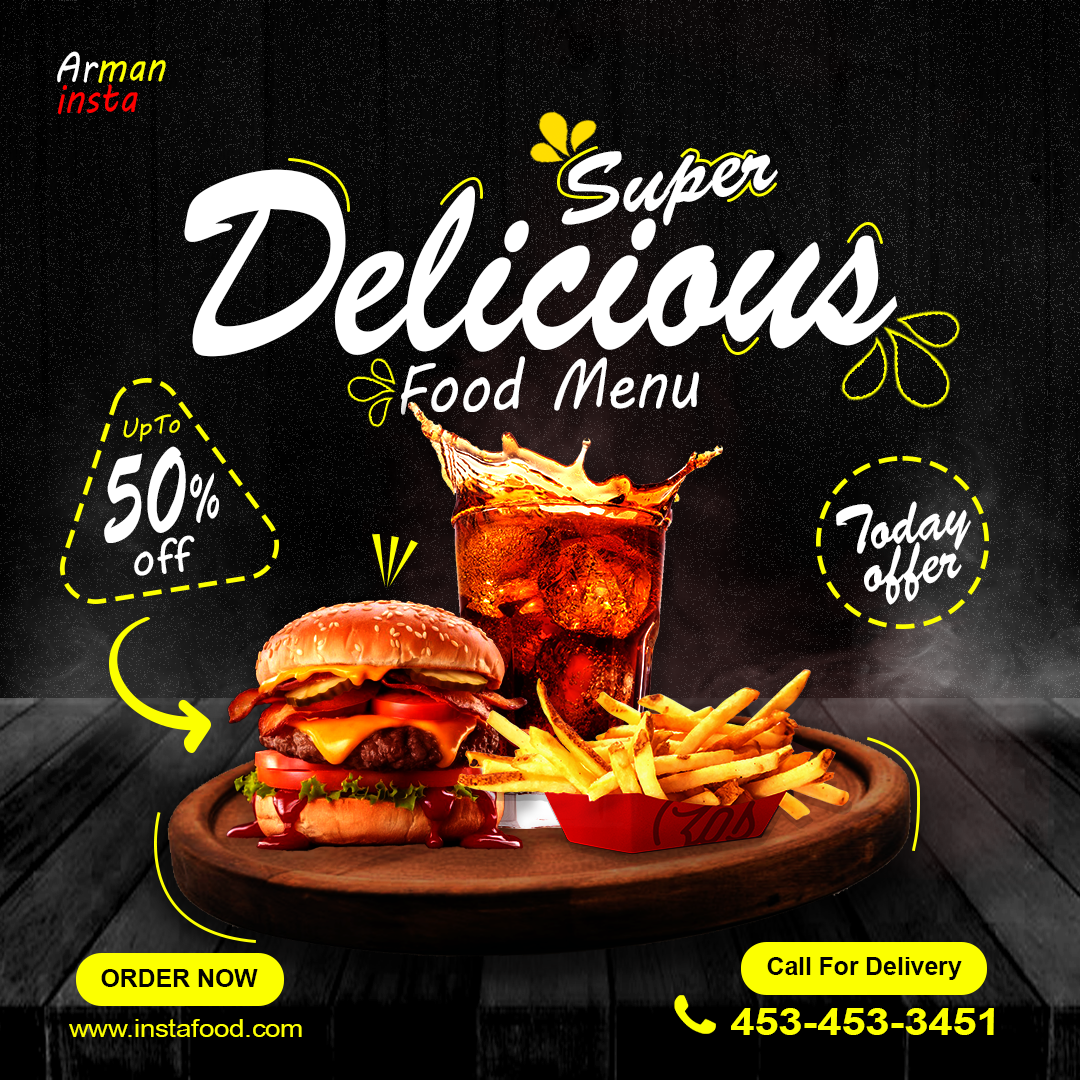 Arman
insta
Super
Delicious
Food Menu
UpTo
50%
off
Today
offer
ORDER NOW
www.instafood.com
Call For Delivery
453-453-3451